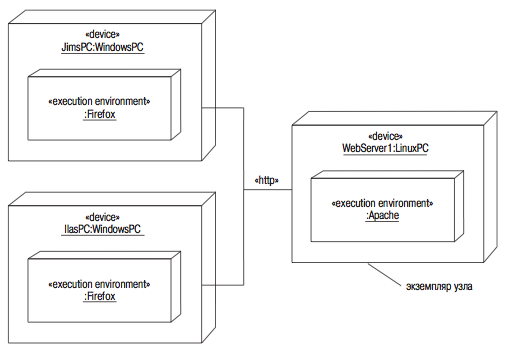 «device»
JimsPC:WindowsPC
«execution environment»
:Firefox
«device»
IlasPC:WindowsPC
«execution environment»
:Firefox
«http»
«device»
WebServer1:LinuxPC
«execution environment»
:Apache
экземпляр узла